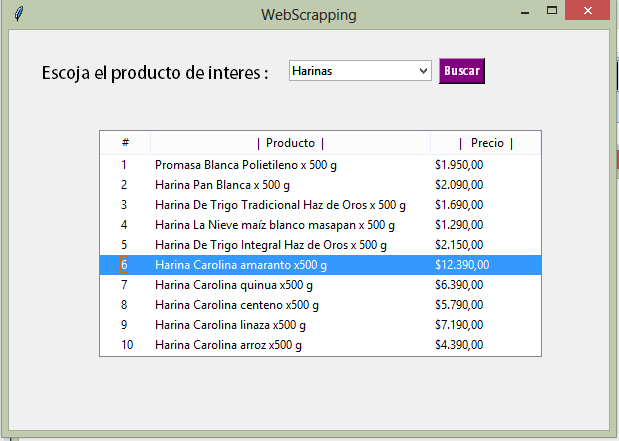 WebScrapping
Escoja el producto de interes : Harinas Buscar
# | Producto | | Precio |
1 Promasa Blanca Polietileno x 500 g $1.950,00
2 Harina Pan Blanca x 500 g $2.090,00
3 Harina De Trigo Tradicional Haz de Oros x 500 g $1.690,00
4 Harina La Nieve maíz blanco masapan x 500 g $1.290,00
5 Harina De Trigo Integral Haz de Oros x 500 g $2.150,00
6 Harina Carolina amaranto x500 g $12.390,00
7 Harina Carolina quinua x500 g $6.390,00
8 Harina Carolina centeno x500 g $5.790,00
9 Harina Carolina linaza x500 g $7.190,00
10 Harina Carolina arroz x500 g $4.390,00